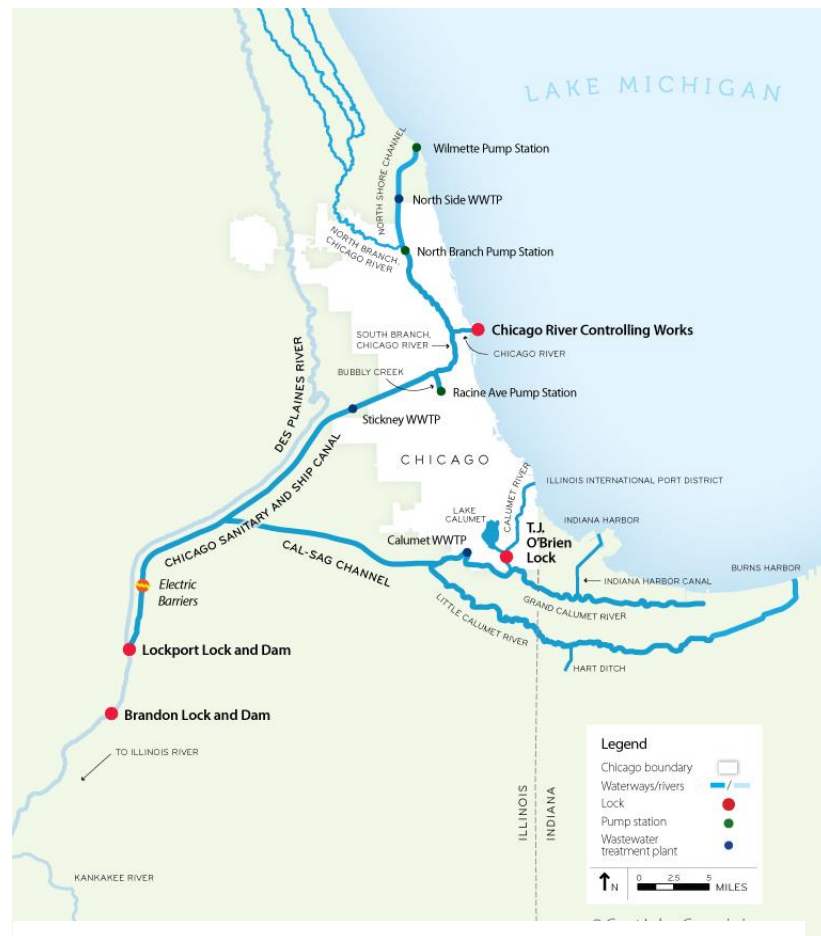 LAKE MICHIGAN
Wilmette Pump Station
NORTH SHORE CHANNEL
North Side WWTP
NORTH BRANCH,
CHICAGO RIVER
North Branch Pump Station
Chicago River Controlling Works
SOUTH BRANCH,
CHICAGO RIVER
CHICAGO RIVER
BUBBLY CREEK
Racine Ave Pump Station
DES PLAINES RIVER
Stickney WWTP
CHICAGO
CHICAGO SANITARY AND SHIP CANAL
CALUMET RIVER
ILLINOIS INTERNATIONAL PORT DISTRICT
LAKE
CALUMET
T.J.
O'BRIEN
Lock
INDIANA HARBOR
Calumet WWTP
CAL-SAG CHANNEL
BURNS HARBOR
INDIANA HARBOR CANAL
Electric
Barriers
GRAND CALUMET RIVER
LITTLE CALUMET RIVER
Lockport Lock and Dam
HART DITCH
Brandon Lock and Dam
TO ILLINOIS RIVER
ILLINOIS
INDIANA
Legend
Chicago boundary
Waterways/rivers
/
Lock
Pump station
Wastewater
treatment plant
N
0 2.5 5
MILES
KANKAKEE RIVER